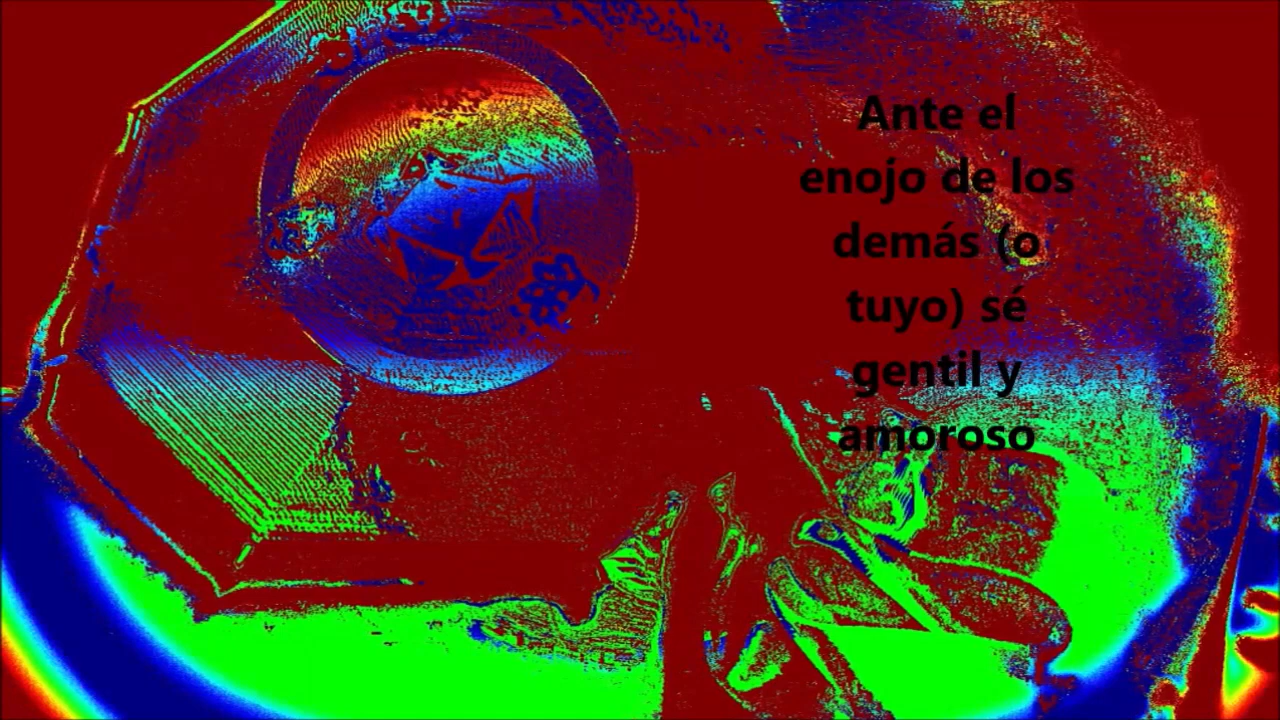 Ante el
enojo de los
demás (o
tuyo) sé
gentil y
amoroso